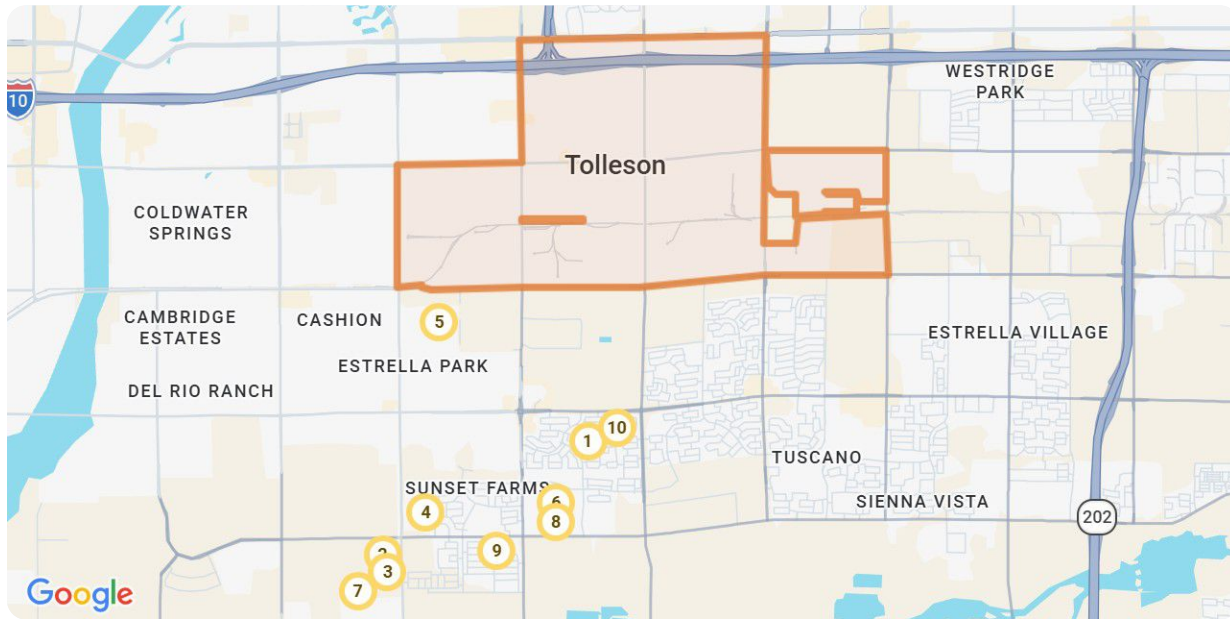 10
WESTRIDGE
PARK
Tolleson
COLDWATER
SPRINGS
CAMBRIDGE
ESTATES
CASHION
5
ESTRELLA VILLAGE
ESTRELLA PARK
DEL RIO RANCH
10
1
TUSCANO
SUNSET FARMS
6
SIENNA VISTA
4
8
202
9
2
3
7
Google